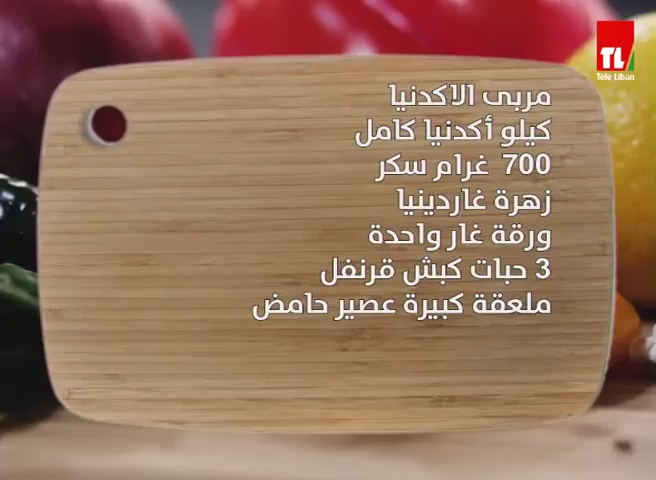 TL
Tele Liban
مربى الاكدنيا
كيلو أكدنيا كامل
700 غرام سكر
زهرة غاردينيا
ورقة غار واحدة
3 حبات كبش قرنفل
ملعقة كبيرة عصير حامض